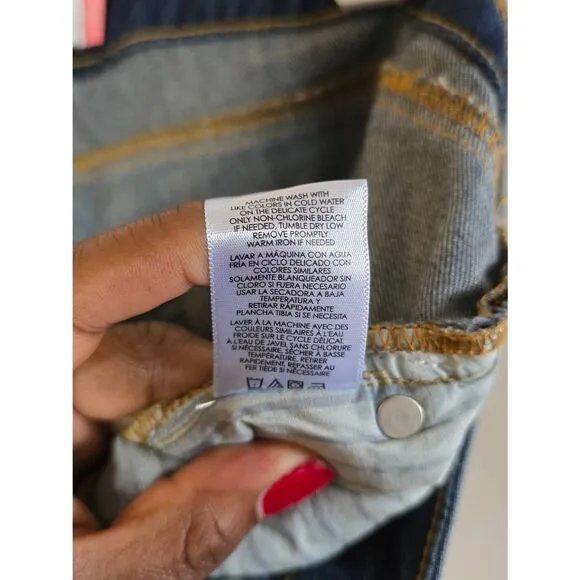 MACHINE WASH WITH
LIKE COLORS IN COLD WATER
ON THE DELICATE CYCLE
ONLY NON-CHLORINE BLEACH
IF NEEDED, TUMBLE DRY LOW
REMOVE PROMPTLY
WARM IRON IF NEEDED
LAVAR A MÁQUINA CON AGUA
FRÍA EN CICLO DELICADO CON
COLORES SIMILARES
SOLAMENTE BLANQUEADOR SIN
CLORO SI FUERA NECESARIO
USAR LA SECADORA A BAJA
TEMPERATURA Y
RETIRAR RÁPIDAMENTE
PLANCHA TIBIA SI SE NECESITA
LAVER À LA MACHINE AVEC DES
COULEURS SIMILAIRES À L'EAU
FROIDE SUR LE CYCLE DÉLICAT.
À L'EAU DE JAVEL SANS CHLORURE
SI NÉCESSAIRE, SÉCHER À BASSE
TEMPÉRATURE. RETIRER
RAPIDEMENT, REPASSER AU
FER TIÈDE SI NÉCESSAIRE